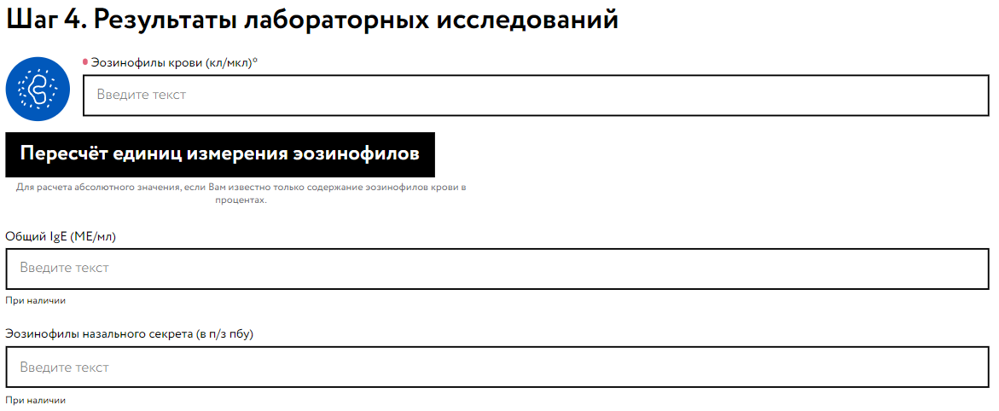 Шаг 4. Результаты лабораторных исследований
Эозинофилы крови (кл/мкл)*
Введите текст
Пересчёт единиц измерения эозинофилов
Для расчета абсолютного значения, если Вам известно только содержание эозинофилов крови в
процентах.
Общий IgE (МЕ/мл)
Введите текст
При наличии
Эозинофилы назального секрета (в п/з пбу)
Введите текст
При наличии